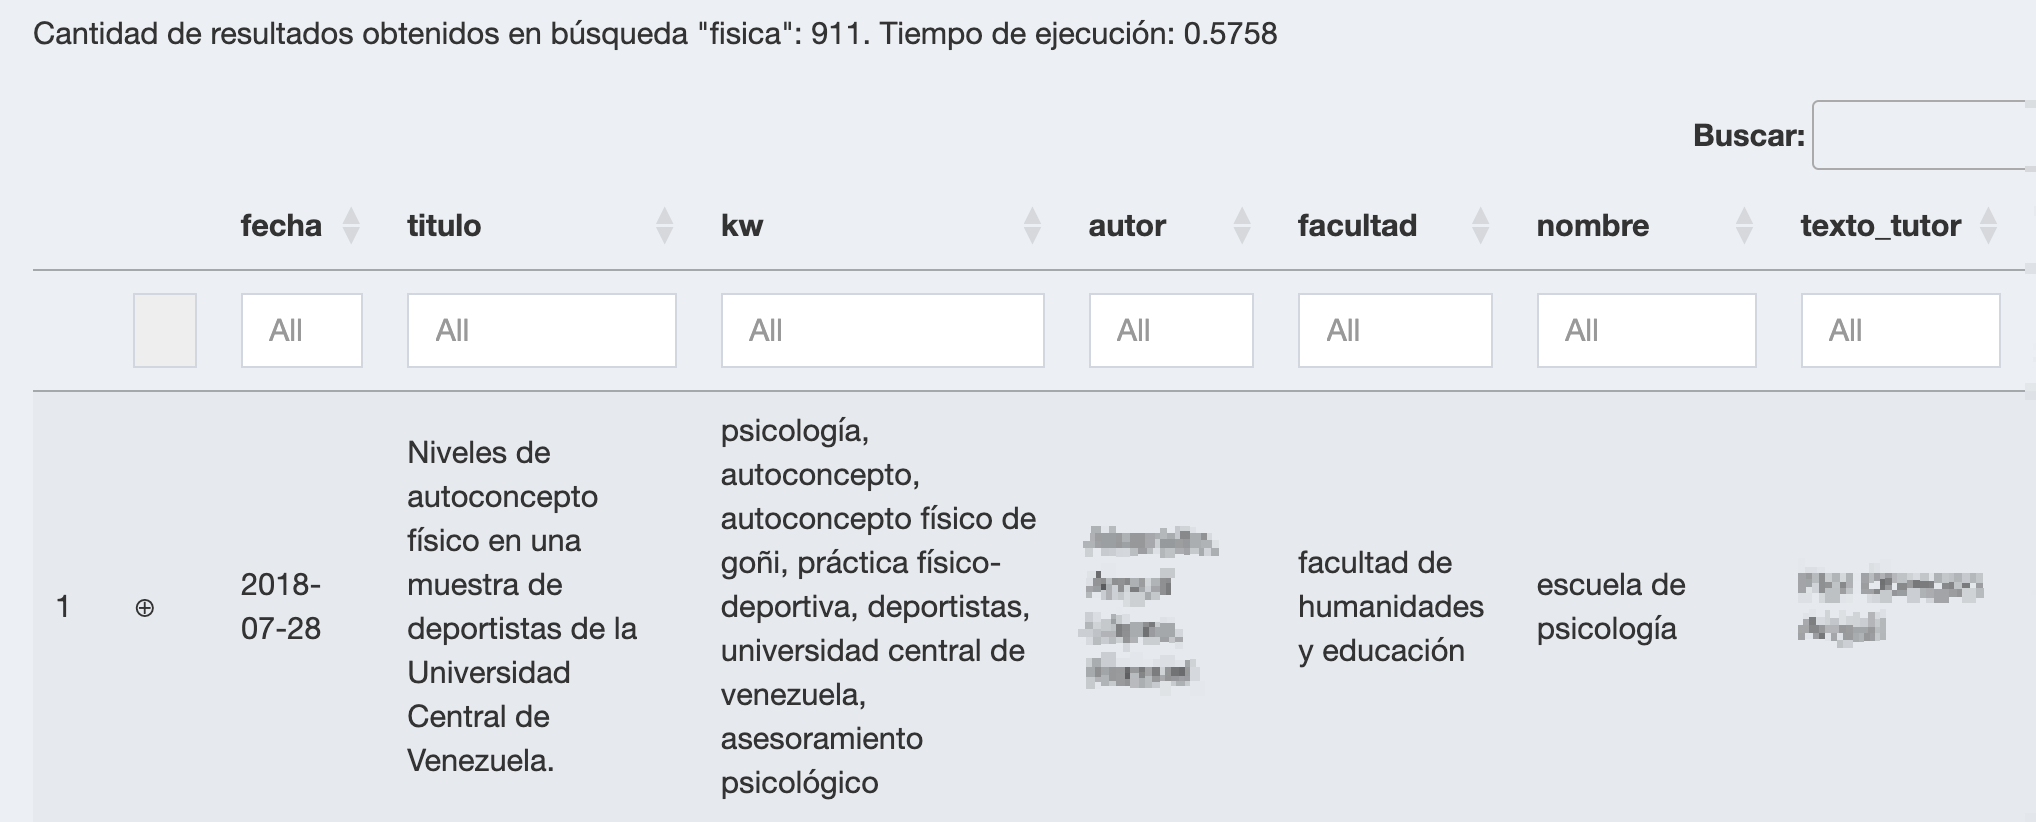 Cantidad de resultados obtenidos en búsqueda "fisica": 911. Tiempo de ejecución: 0.5758
Buscar:
fecha titulo kw autor facultad nombre texto_tutor
All All All All All All All
1
⊕
2018-
07-28
Niveles de
autoconcepto
físico en una
muestra de
deportistas de la
Universidad
Central de
Venezuela.
psicología,
autoconcepto,
autoconcepto físico de
goñi, práctica físico-
deportiva, deportistas,
universidad central de
venezuela,
asesoramiento
psicológico
facultad de
humanidades
y educación
escuela de
psicología